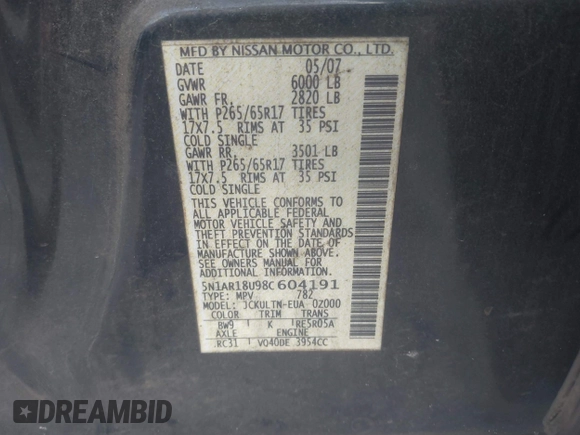 MFD BY NISSAN MOTOR CO., LTD.
DATE 05/07
GVWR 6000 LB
GAWR FR. 2820 LB
WITH P265/65R17 TIRES
17X7.5 RIMS AT 35 PSI
COLD SINGLE
GAWR RR. 3501 LB
WITH P265/65R17 TIRES
17X7.5 RIMS AT 35 PSI
COLD SINGLE
THIS VEHICLE CONFORMS TO
ALL APPLICABLE FEDERAL
MOTOR VEHICLE SAFETY AND
THEFT PREVENTION STANDARDS
IN EFFECT ON THE DATE OF
MANUFACTURE SHOWN ABOVE.
SEE OWNERS MANUAL
5N1AR18U98C604191
TYPE: MPV 782
MODEL: JCKULTN-EUA 0Z000
COLOR TRIM TRANS
BW9 K RE5R05A
AXLE ENGINE
RC31 VQ40DE 3954CC
DREAMBID